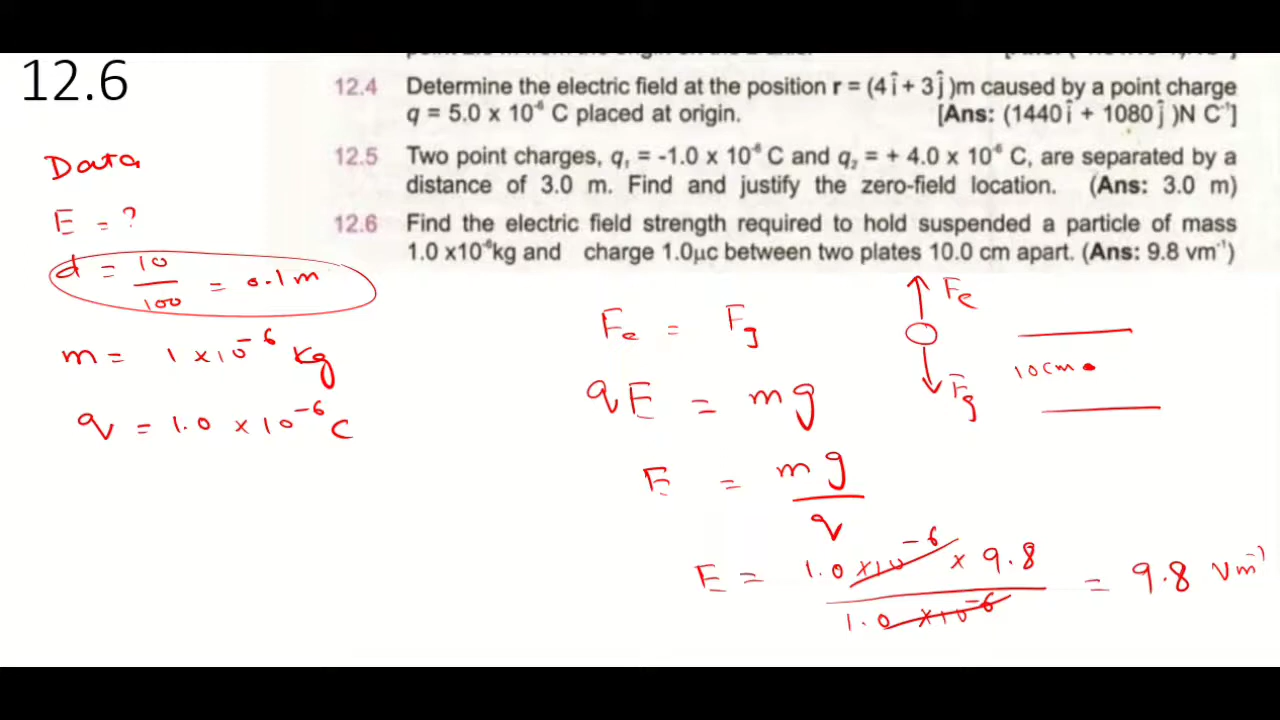 12.6
12.4 Determine the electric field at the position r = (4î + 3ĵ)m caused by a point charge
q = 5.0 x 10⁻⁶ C placed at origin. [Ans: (1440î + 1080ĵ)N C⁻¹]
12.5 Two point charges, q₁ = -1.0 x 10⁻⁶ C and q₂ = + 4.0 x 10⁻⁶ C, are separated by a
distance of 3.0 m. Find and justify the zero-field location. (Ans: 3.0 m)
12.6 Find the electric field strength required to hold suspended a particle of mass
1.0 x10⁻⁶kg and charge 1.0μc between two plates 10.0 cm apart. (Ans: 9.8 vm⁻¹)
Data
E = ?
d = 10/100 = 0.1m
m = 1 x10⁻⁶ kg
q = 1.0 x 10⁻⁶ C
Fe = Fg
qE = mg
E = mg/q
E = 1.0 x10⁻⁶ x 9.8 / 1.0 x10⁻⁶ = 9.8 Vm⁻¹
Fe
Fg
10cm